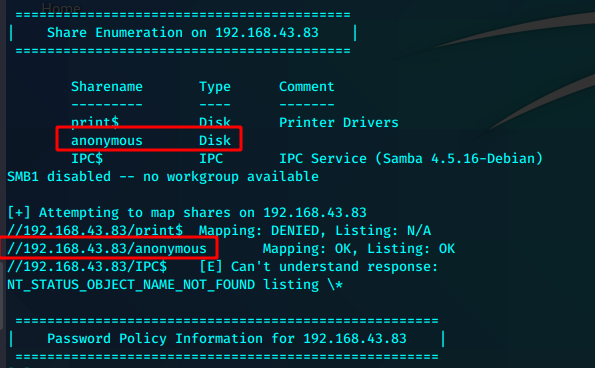 Home
========================================
|    Share Enumeration on 192.168.43.83    |
========================================
Sharename       Type      Comment
---------       ----      -------
print$          Disk      Printer Drivers
anonymous       Disk
IPC$            IPC       IPC Service (Samba 4.5.16-Debian)
SMB1 disabled -- no workgroup available
[+] Attempting to map shares on 192.168.43.83
//192.168.43.83/print$  Mapping: DENIED, Listing: N/A
//192.168.43.83/anonymous       Mapping: OK, Listing: OK
//192.168.43.83/IPC$    [E] Can't understand response:
NT_STATUS_OBJECT_NAME_NOT_FOUND listing \*
==================================================
|    Password Policy Information for 192.168.43.83    |
==================================================